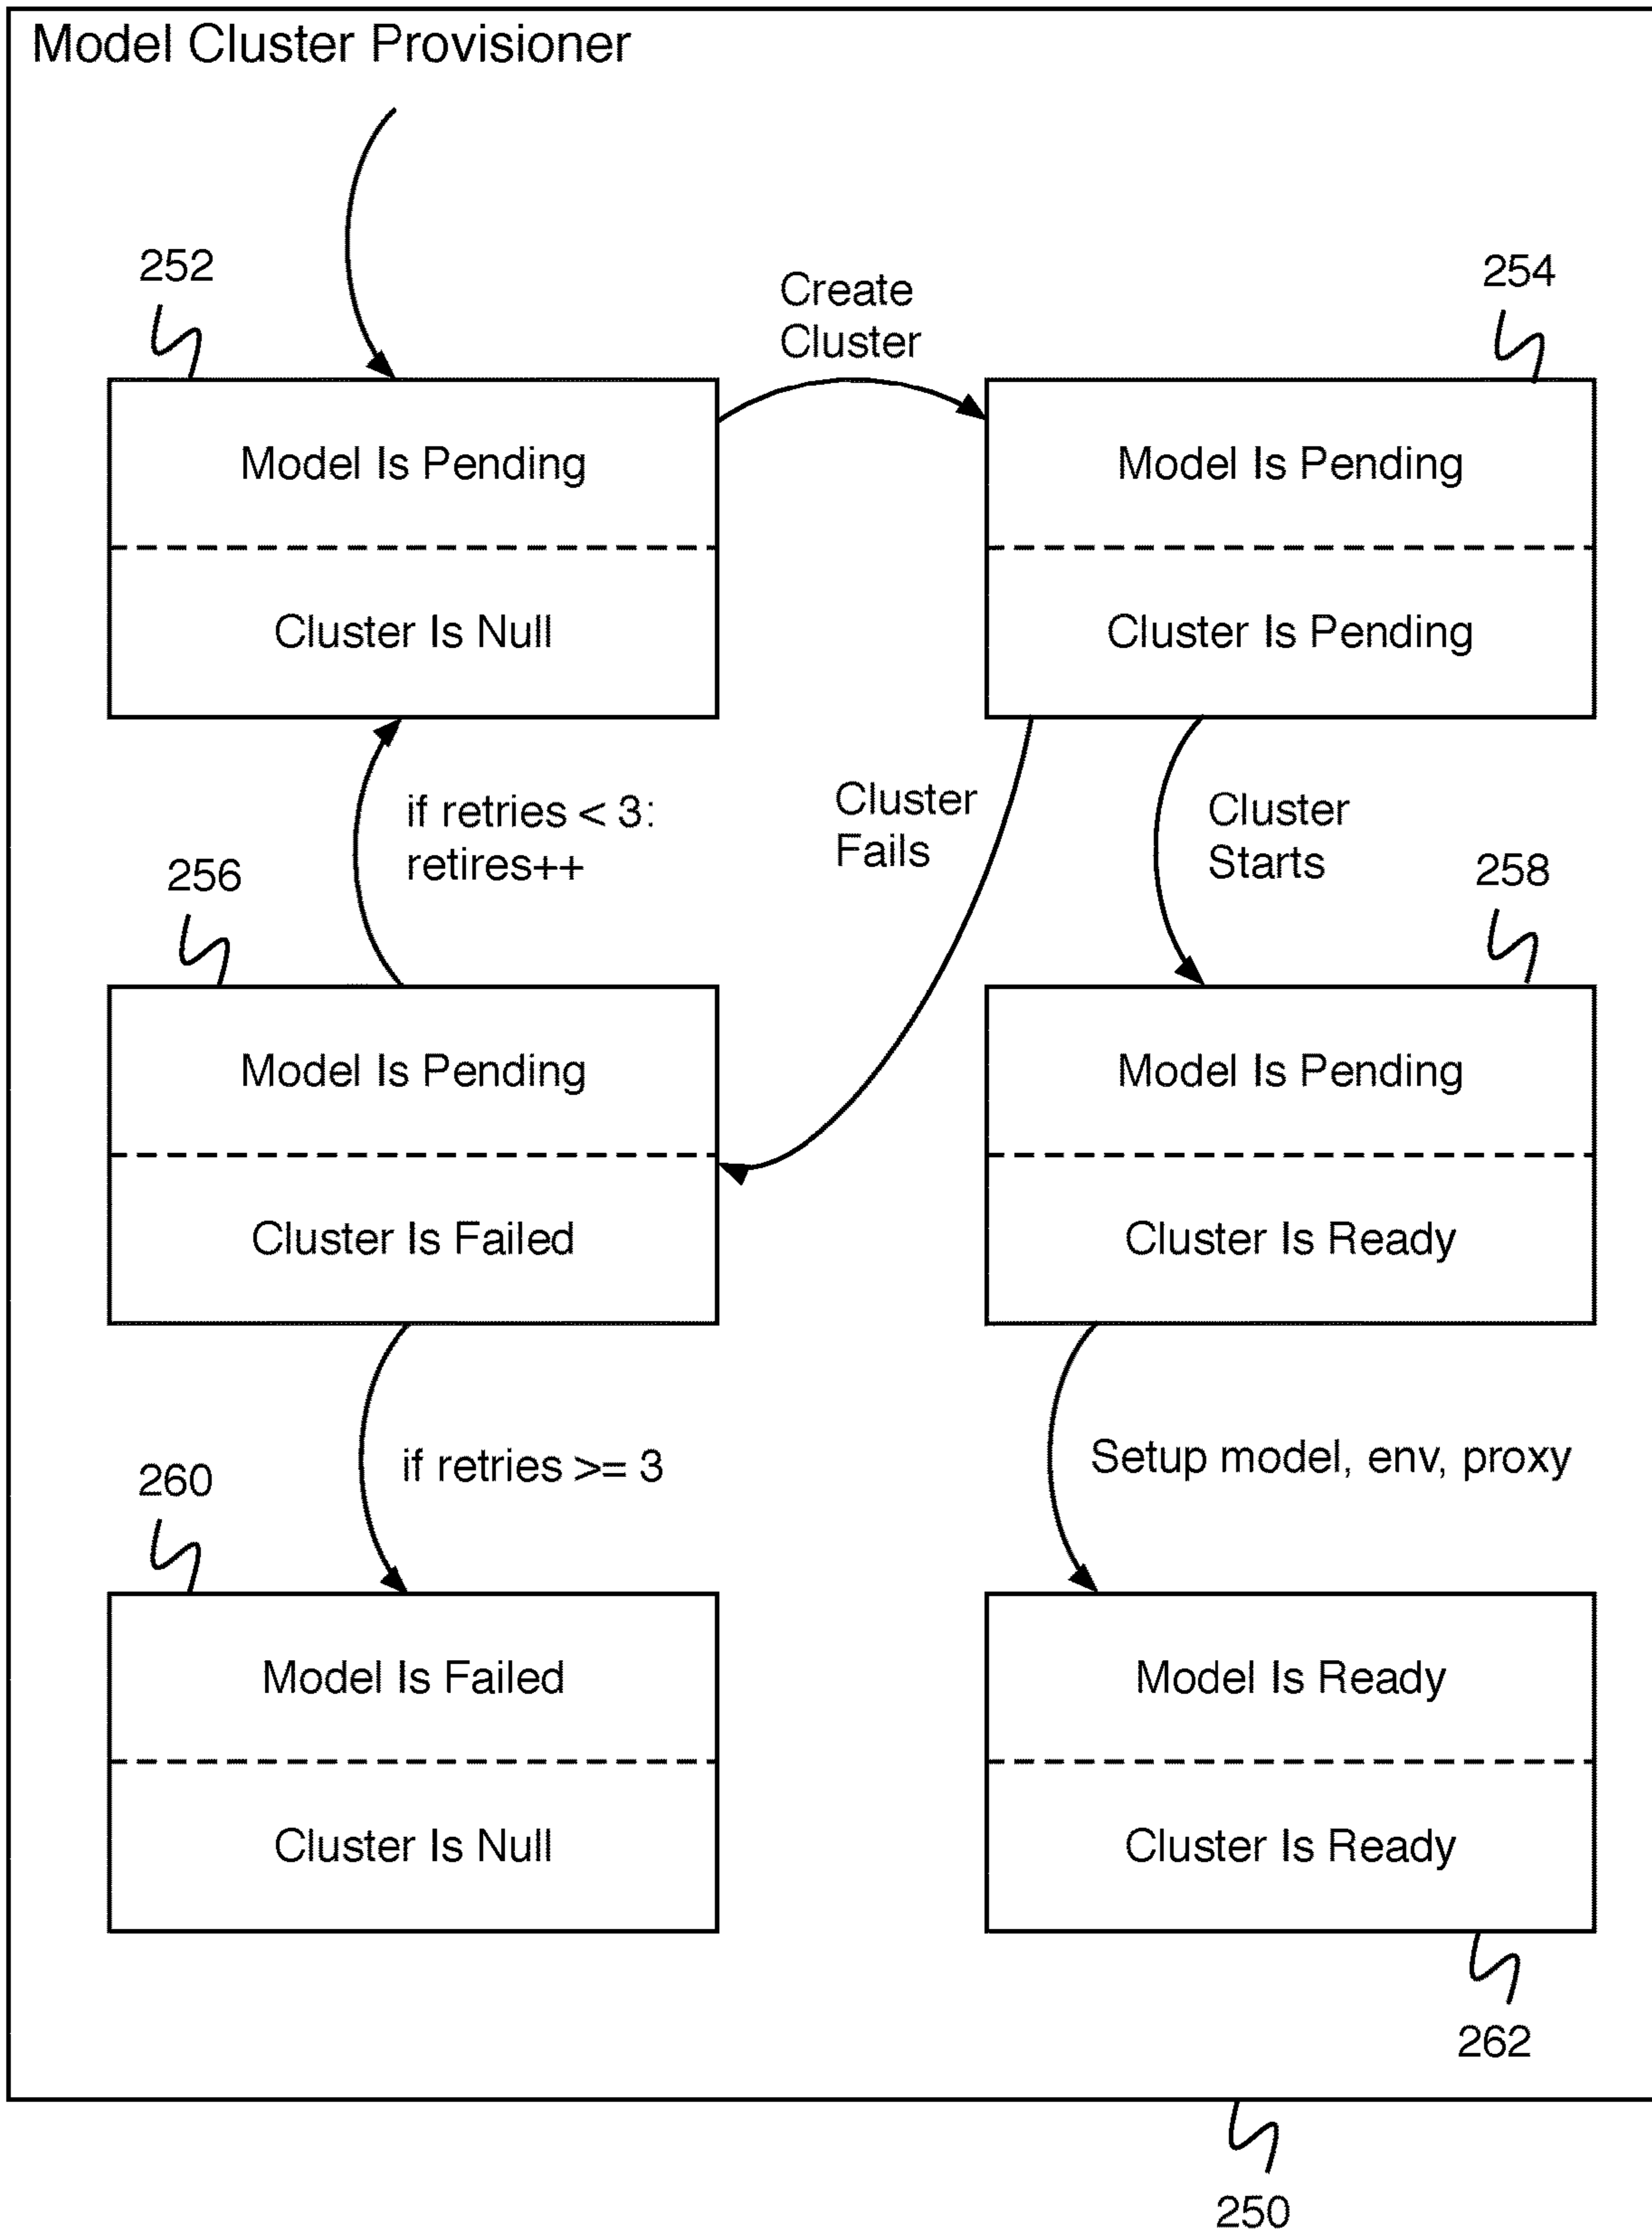 Model Cluster Provisioner
252
Create
Cluster
254
Model Is Pending
Cluster Is Null
Model Is Pending
Cluster Is Pending
if retries < 3:
retires++
Cluster
Fails
Cluster
Starts
256
258
Model Is Pending
Cluster Is Failed
Model Is Pending
Cluster Is Ready
if retries >= 3
Setup model, env, proxy
260
Model Is Failed
Cluster Is Null
Model Is Ready
Cluster Is Ready
262
250